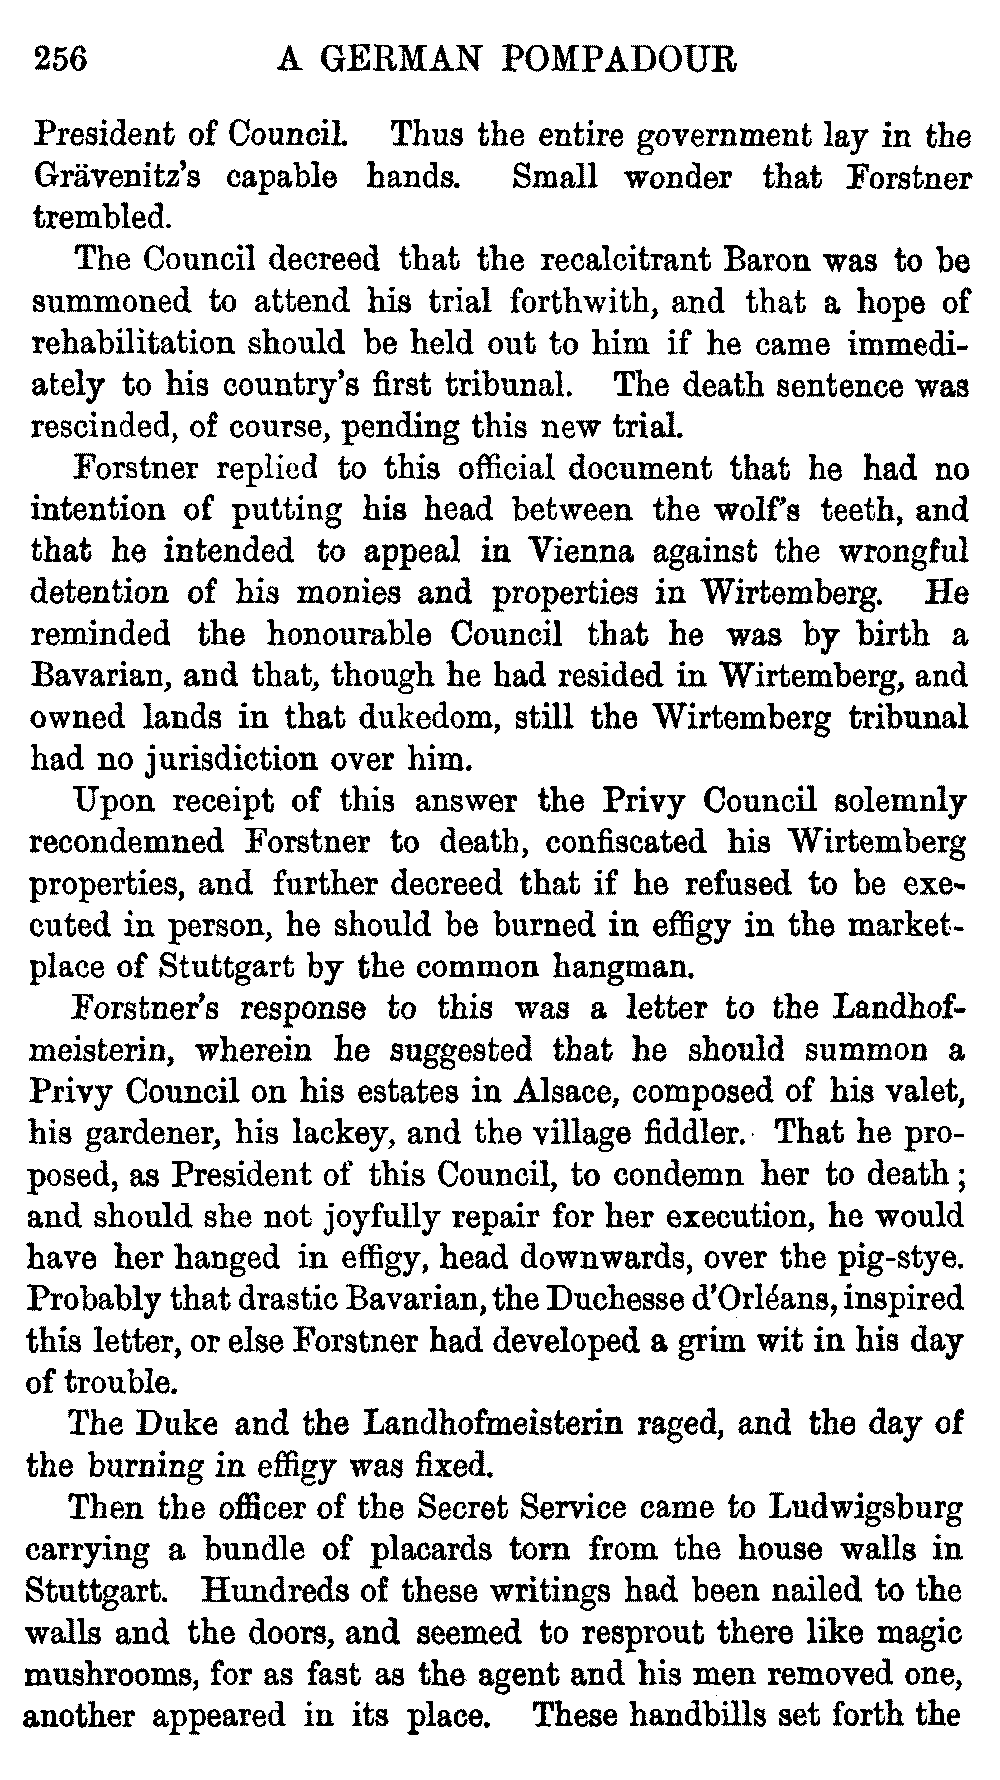 256 A GERMAN POMPADOUR
President of Council. Thus the entire government lay in the
Grävenitz's capable hands. Small wonder that Forstner
trembled.
The Council decreed that the recalcitrant Baron was to be
summoned to attend his trial forthwith, and that a hope of
rehabilitation should be held out to him if he came immedi-
ately to his country's first tribunal. The death sentence was
rescinded, of course, pending this new trial.
Forstner replied to this official document that he had no
intention of putting his head between the wolf's teeth, and
that he intended to appeal in Vienna against the wrongful
detention of his monies and properties in Wirtemberg. He
reminded the honourable Council that he was by birth a
Bavarian, and that, though he had resided in Wirtemberg, and
owned lands in that dukedom, still the Wirtemberg tribunal
had no jurisdiction over him.
Upon receipt of this answer the Privy Council solemnly
recondemned Forstner to death, confiscated his Wirtemberg
properties, and further decreed that if he refused to be exe-
cuted in person, he should be burned in effigy in the market-
place of Stuttgart by the common hangman.
Forstner's response to this was a letter to the Landhof-
meisterin, wherein he suggested that he should summon a
Privy Council on his estates in Alsace, composed of his valet,
his gardener, his lackey, and the village fiddler. That he pro-
posed, as President of this Council, to condemn her to death;
and should she not joyfully repair for her execution, he would
have her hanged in effigy, head downwards, over the pig-stye.
Probably that drastic Bavarian, the Duchesse d'Orléans, inspired
this letter, or else Forstner had developed a grim wit in his day
of trouble.
The Duke and the Landhofmeisterin raged, and the day of
the burning in effigy was fixed.
Then the officer of the Secret Service came to Ludwigsburg
carrying a bundle of placards torn from the house walls in
Stuttgart. Hundreds of these writings had been nailed to the
walls and the doors, and seemed to resprout there like magic
mushrooms, for as fast as the agent and his men removed one,
another appeared in its place. These handbills set forth the